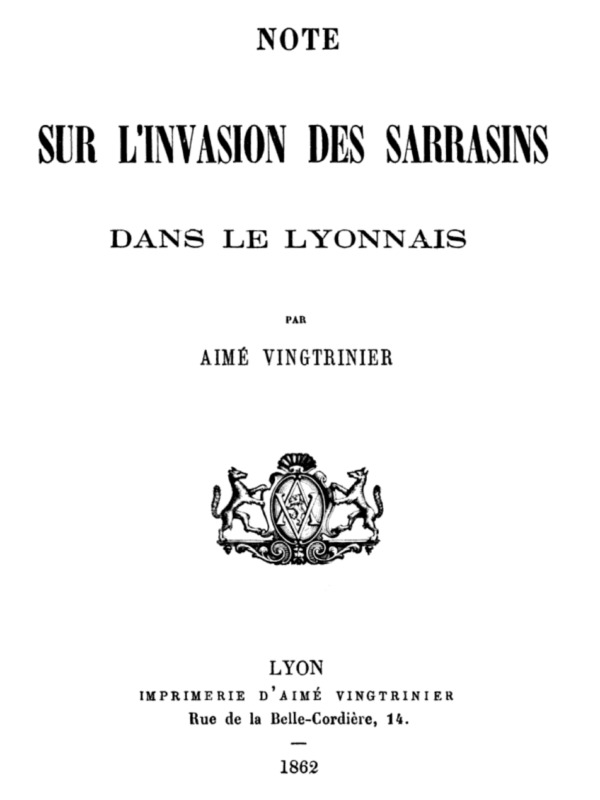 NOTE
SUR L'INVASION DES SARRASINS
DANS LE LYONNAIS
PAR
AIMÉ VINGTRINIER
LYON
IMPRIMERIE D'AIMÉ VINGTRINIER
Rue de la Belle-Cordière, 14.
1862